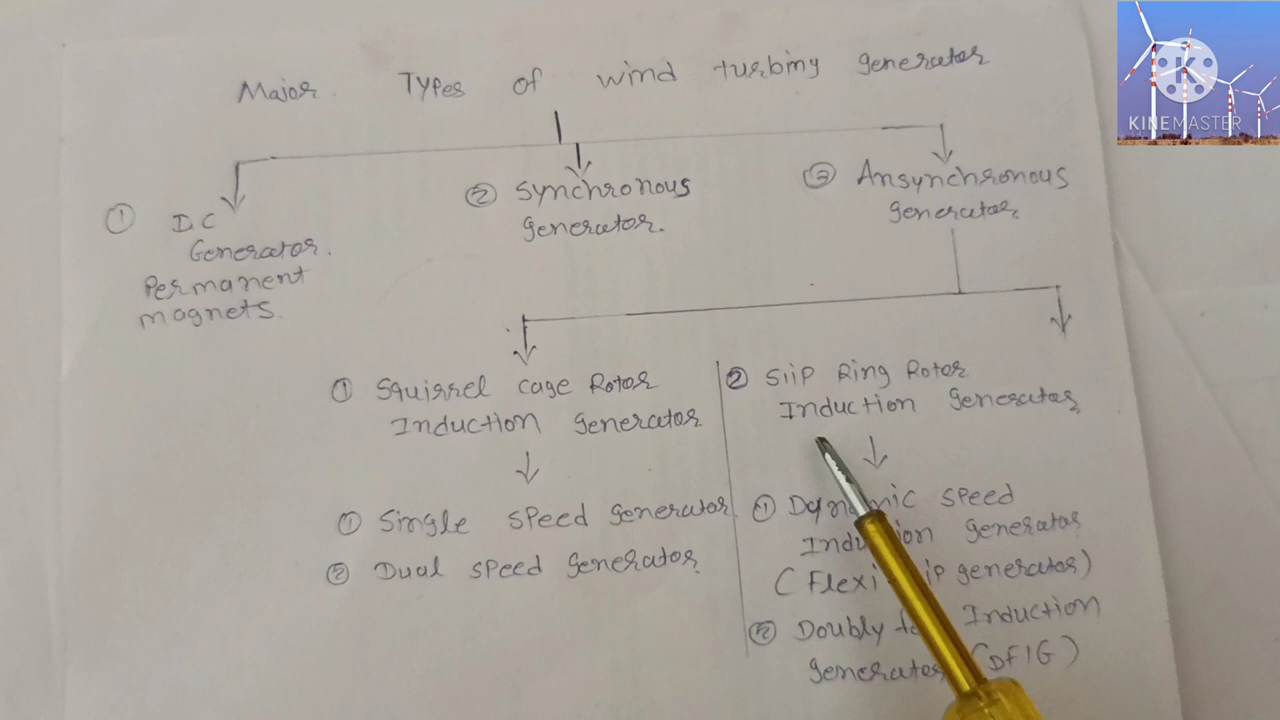 Major Types of wind turbiny generator
① D.C
Generator.
Permanent
magnets.
② Synchronous
generator.
③ Ansynchronous
generator
① Squirrel cage Rotor
Induction generator
① Single speed generator
② Dual speed generator
② Slip Ring Rotor
Induction generator
① speed
generator
(Flexi generator)
② Doubly Induction
generator (DFIG)
KINEMASTER